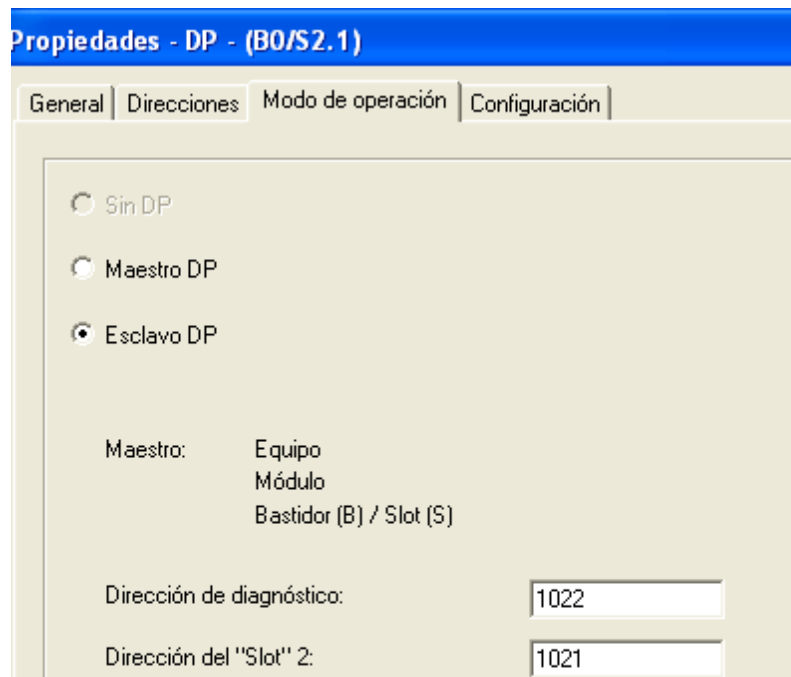 Propiedades - DP - (B0/S2.1)
General Direcciones Modo de operación Configuración
Sin DP
Maestro DP
Esclavo DP
Maestro: Equipo
Módulo
Bastidor (B) / Slot (S)
Dirección de diagnóstico: 1022
Dirección del "Slot" 2: 1021